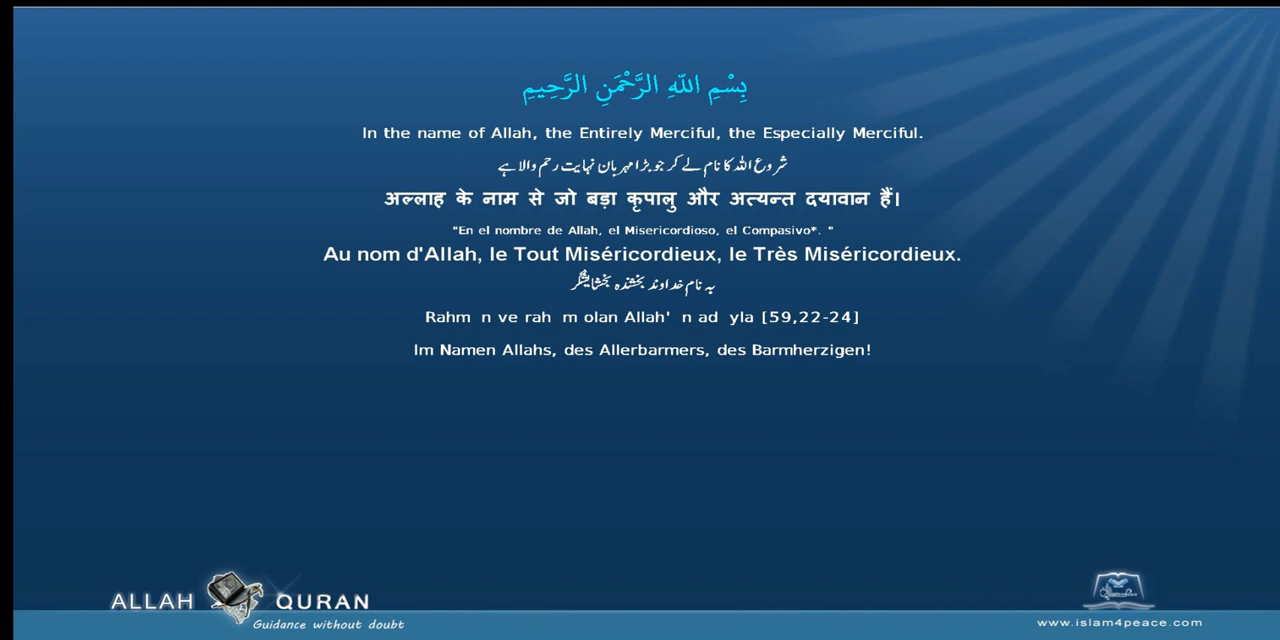 بِسْمِ اللّٰهِ الرَّحْمَنِ الرَّحِيمِ
In the name of Allah, the Entirely Merciful, the Especially Merciful.
شروع اللہ کا نام لے کر جو بڑا مہربان نہایت رحم والا ہے
अल्लाह के नाम से जो बड़ा कृपालु और अत्यन्त दयावान हैं।
"En el nombre de Allah, el Misericordioso, el Compasivo*. "
Au nom d'Allah, le Tout Miséricordieux, le Très Miséricordieux.
به نام خداوند بخشنده بخشایشگر
Rahm n ve rah m olan Allah' n ad yla [59,22-24]
Im Namen Allahs, des Allerbarmers, des Barmherzigen!
ALLAH QURAN
Guidance without doubt
www.islam4peace.com